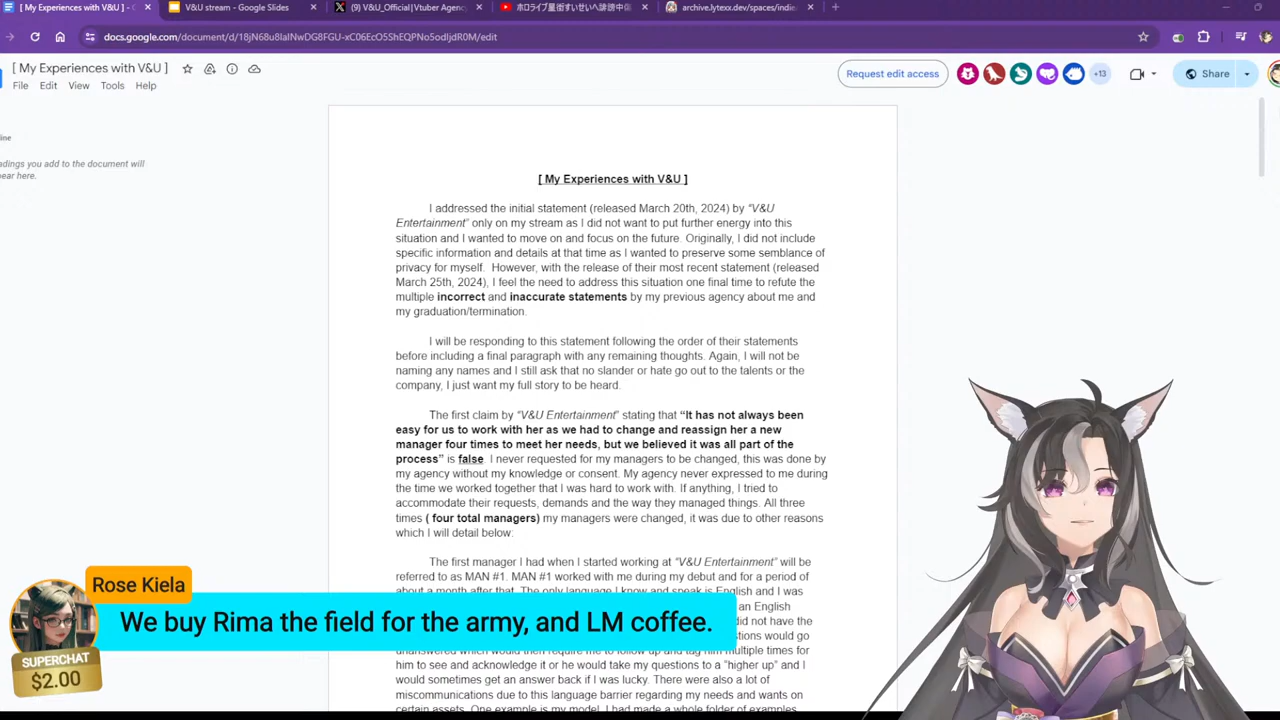 [ My Experiences with V&U ] - G
V&U stream - Google Slides
(9) V&U_Official|Vtuber Agency
ホロライブ星街すいせいへ誹謗中傷
archive.lytexx.dev/spaces/indie
docs.google.com/document/d/18jN68u8IaINwDG8FGU-xC06EcO5ShEQPNo5odIjdR0M/edit
[ My Experiences with V&U ]
File Edit View Tools Help
Request edit access
+13
Share
ine
adings you add to the document will
pear here.
[ My Experiences with V&U ]
I addressed the initial statement (released March 20th, 2024) by “V&U
Entertainment” only on my stream as I did not want to put further energy into this
situation and I wanted to move on and focus on the future. Originally, I did not include
specific information and details at that time as I wanted to preserve some semblance of
privacy for myself. However, with the release of their most recent statement (released
March 25th, 2024), I feel the need to address this situation one final time to refute the
multiple incorrect and inaccurate statements by my previous agency about me and
my graduation/termination.
I will be responding to this statement following the order of their statements
before including a final paragraph with any remaining thoughts. Again, I will not be
naming any names and I still ask that no slander or hate go out to the talents or the
company, I just want my full story to be heard.
The first claim by “V&U Entertainment” stating that “It has not always been
easy for us to work with her as we had to change and reassign her a new
manager four times to meet her needs, but we believed it was all part of the
process” is false. I never requested for my managers to be changed, this was done by
my agency without my knowledge or consent. My agency never expressed to me during
the time we worked together that I was hard to work with. If anything, I tried to
accommodate their requests, demands and the way they managed things. All three
times ( four total managers) my managers were changed, it was due to other reasons
which I will detail below:
The first manager I had when I started working at “V&U Entertainment” will be
referred to as MAN #1. MAN #1 worked with me during my debut and for a period of
about a month after that. The only language I know and speak is English and I was
an English
did not have the
stions would go
unanswered which would then require me to follow up and tag him multiple times for
him to see and acknowledge it or he would take my questions to a “higher up” and I
would sometimes get an answer back if I was lucky. There were also a lot of
miscommunications due to this language barrier regarding my needs and wants on
certain assets. One example is my model. I had made a whole folder of examples
Rose Kiela
We buy Rima the field for the army, and LM coffee.
SUPERCHAT
$2.00